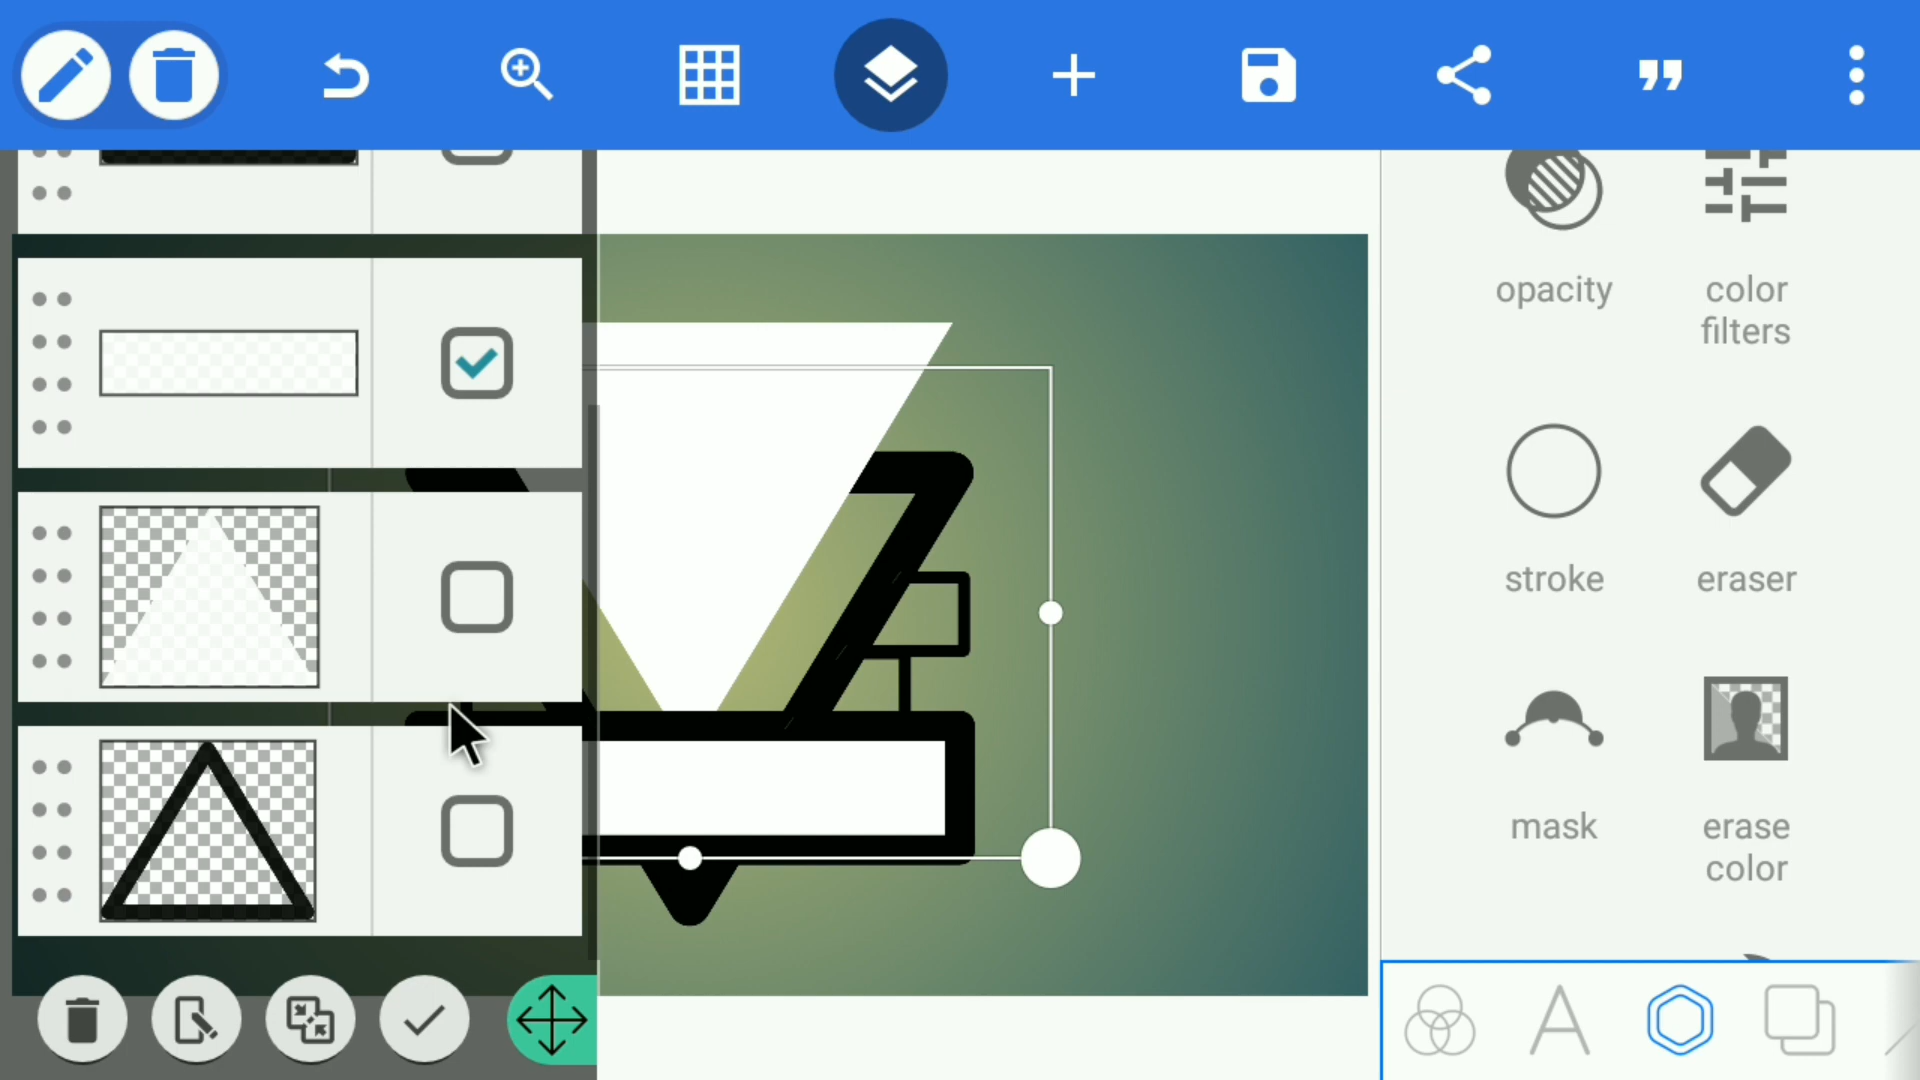 opacity
color
filters
stroke
eraser
mask
erase
color